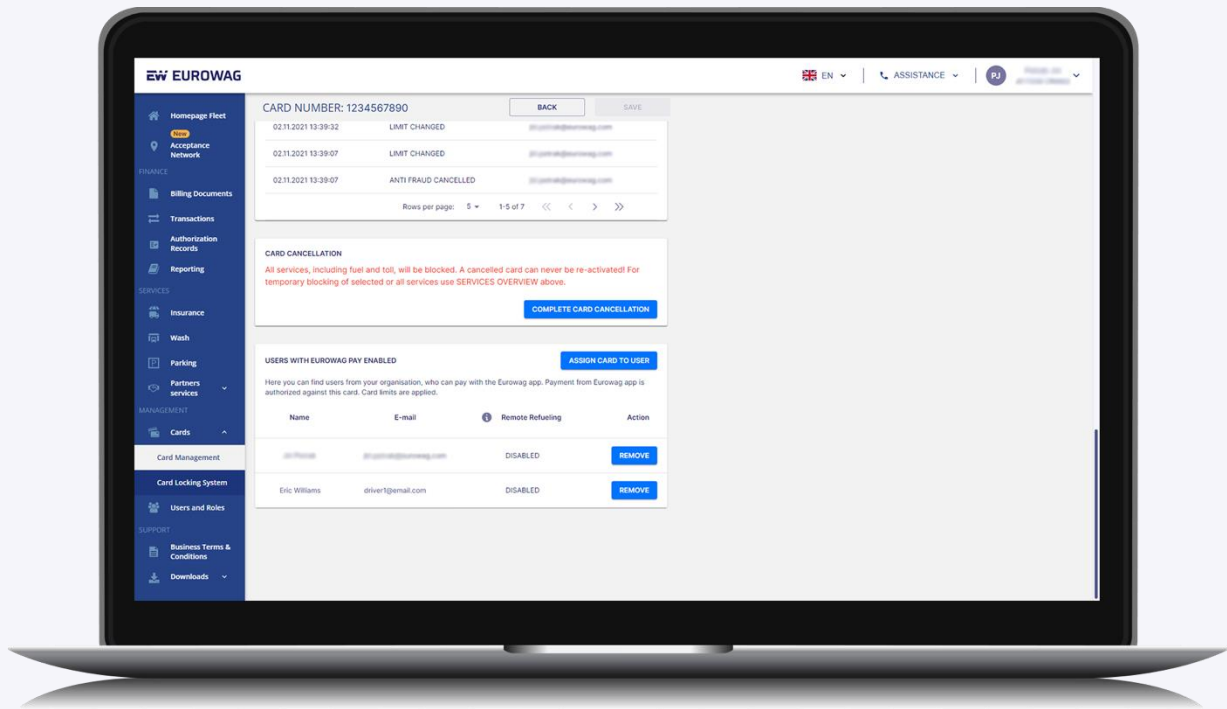 EW EUROWAG
EN
ASSISTANCE
PJ
Homepage Fleet
New
Acceptance
Network
FINANCE
Billing Documents
Transactions
Authorization
Records
Reporting
SERVICES
Insurance
Wash
P
Parking
Partners
services
MANAGEMENT
Cards
Card Management
Card Locking System
Users and Roles
SUPPORT
Business Terms &
Conditions
Downloads
CARD NUMBER: 1234567890
BACK
SAVE
02.11.2021 13:39:32 LIMIT CHANGED
02.11.2021 13:39:07 LIMIT CHANGED
02.11.2021 13:39:07 ANTI FRAUD CANCELLED
Rows per page: 5 1-5 of 7
CARD CANCELLATION
All services, including fuel and toll, will be blocked. A cancelled card can never be re-activated! For
temporary blocking of selected or all services use SERVICES OVERVIEW above.
COMPLETE CARD CANCELLATION
USERS WITH EUROWAG PAY ENABLED
ASSIGN CARD TO USER
Here you can find users from your organisation, who can pay with the Eurowag app. Payment from Eurowag app is
authorized against this card. Card limits are applied.
Name E-mail i Remote Refueling Action
DISABLED REMOVE
Eric Williams driver1@email.com DISABLED REMOVE